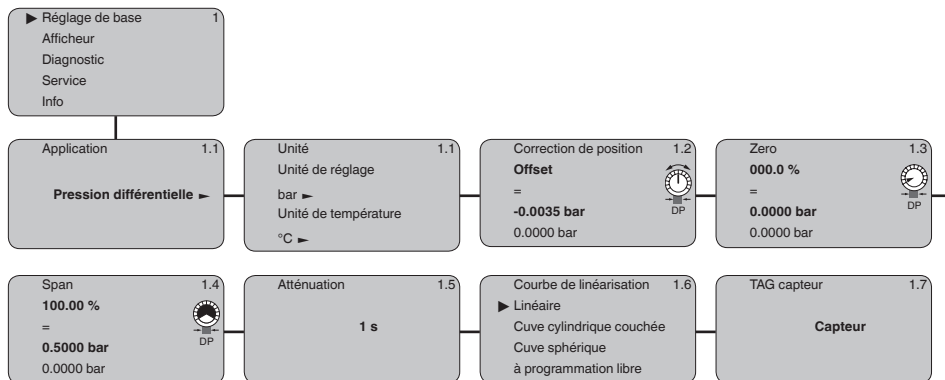 ▶ Réglage de base 1
Afficheur
Diagnostic
Service
Info
Application 1.1
Pression différentielle ►
Unité 1.1
Unité de réglage
bar ►
Unité de température
°C ►
Correction de position 1.2
Offset
=
-0.0035 bar
0.0000 bar
DP
Zero 1.3
000.0 %
=
0.0000 bar
0.0000 bar
DP
Span 1.4
100.00 %
=
0.5000 bar
0.0000 bar
DP
Atténuation 1.5
1 s
Courbe de linéarisation 1.6
▶ Linéaire
Cuve cylindrique couchée
Cuve sphérique
à programmation libre
TAG capteur 1.7
Capteur